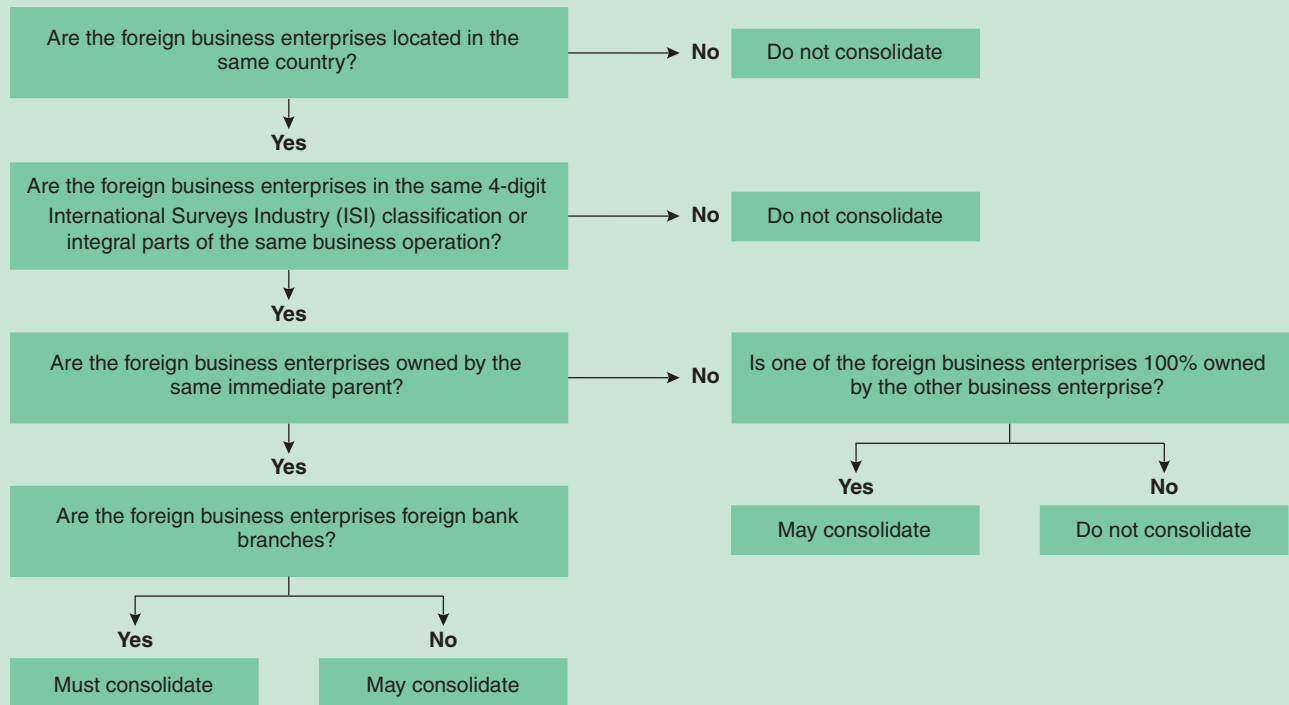 Are the foreign business enterprises located in the
same country?
No
Do not consolidate
Yes
Are the foreign business enterprises in the same 4-digit
International Surveys Industry (ISI) classification or
integral parts of the same business operation?
No
Do not consolidate
Yes
Are the foreign business enterprises owned by the
same immediate parent?
No
Is one of the foreign business enterprises 100% owned
by the other business enterprise?
Yes
No
May consolidate
Do not consolidate
Yes
Are the foreign business enterprises foreign bank
branches?
Yes
No
Must consolidate
May consolidate